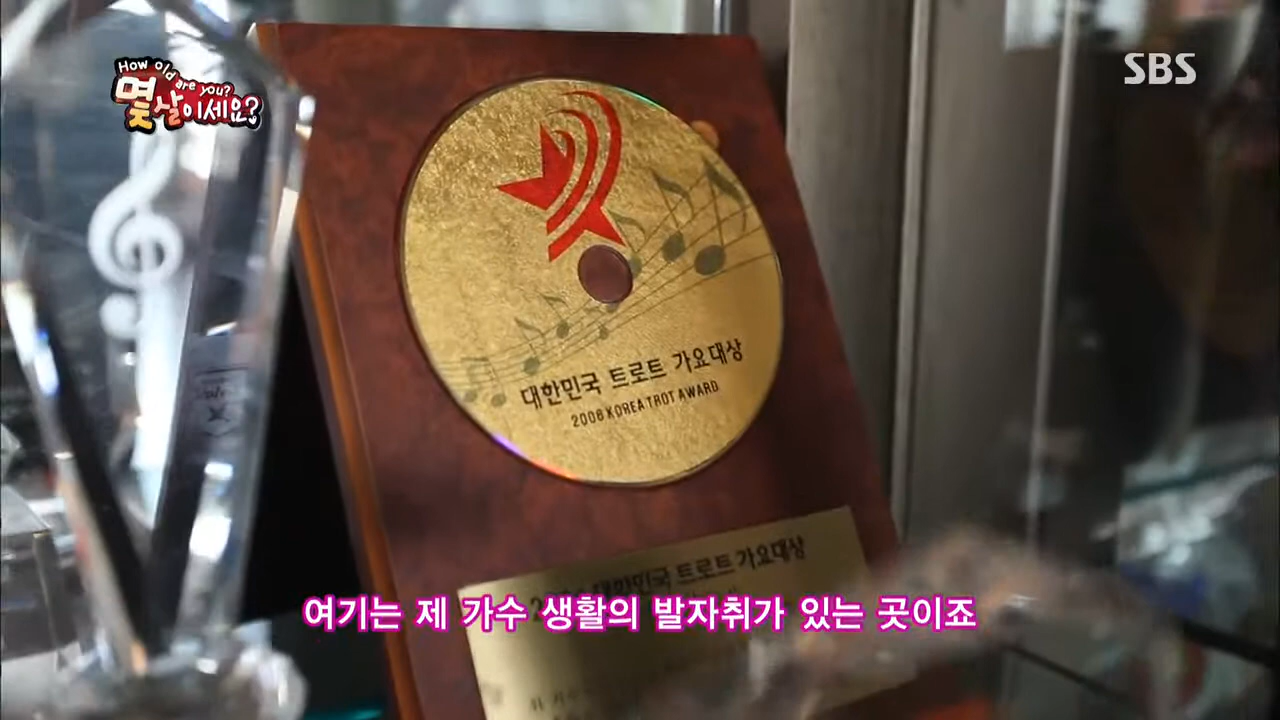 How old are you?
몇 살이세요?
SBS
대한민국 트로트 가요대상
2008 KOREA TROT AWARD
대한민국 트로트 가요대상
여기는 제 가수 생활의 발자취가 있는 곳이죠